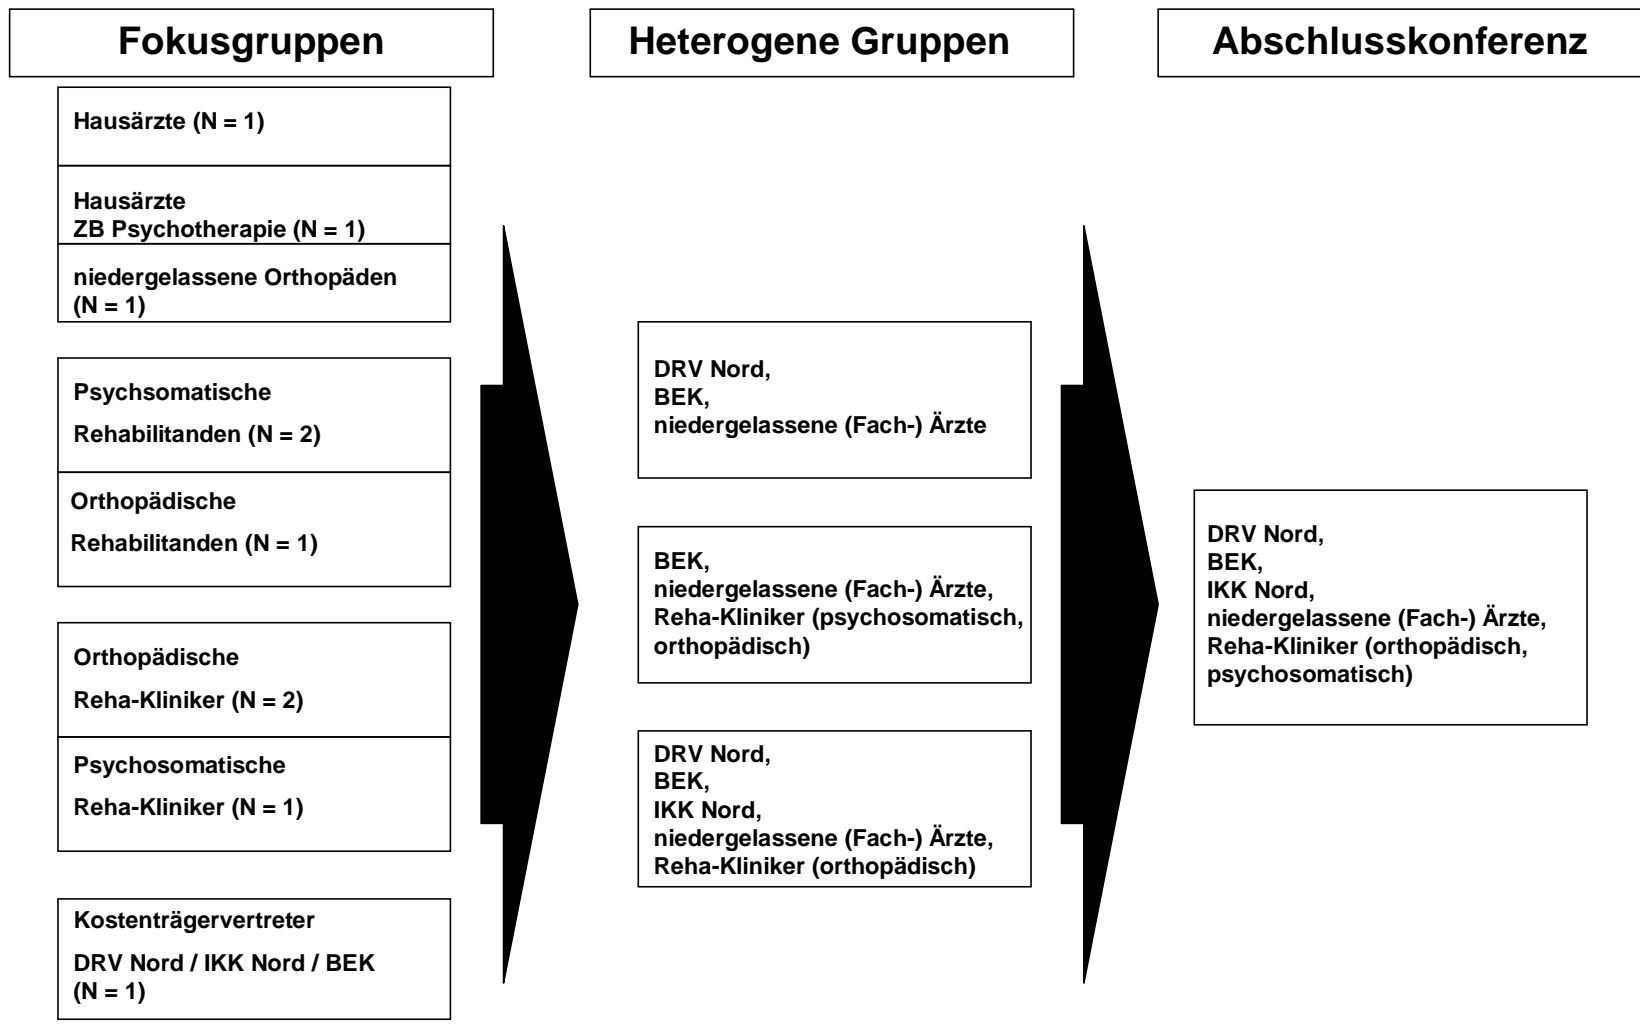 Fokusgruppen
Hausärzte (N = 1)
Hausärzte
ZB Psychotherapie (N = 1)
niedergelassene Orthopäden
(N = 1)
Psychsomatische
Rehabilitanden (N = 2)
Orthopädische
Rehabilitanden (N = 1)
Orthopädische
Reha-Kliniker (N = 2)
Psychosomatische
Reha-Kliniker (N = 1)
Kostenträgervertreter
DRV Nord / IKK Nord / BEK
(N = 1)
Heterogene Gruppen
DRV Nord,
BEK,
niedergelassene (Fach-) Ärzte
BEK,
niedergelassene (Fach-) Ärzte,
Reha-Kliniker (psychosomatisch,
orthopädisch)
DRV Nord,
BEK,
IKK Nord,
niedergelassene (Fach-) Ärzte,
Reha-Kliniker (orthopädisch)
Abschlusskonferenz
DRV Nord,
BEK,
IKK Nord,
niedergelassene (Fach-) Ärzte,
Reha-Kliniker (orthopädisch,
psychosomatisch)